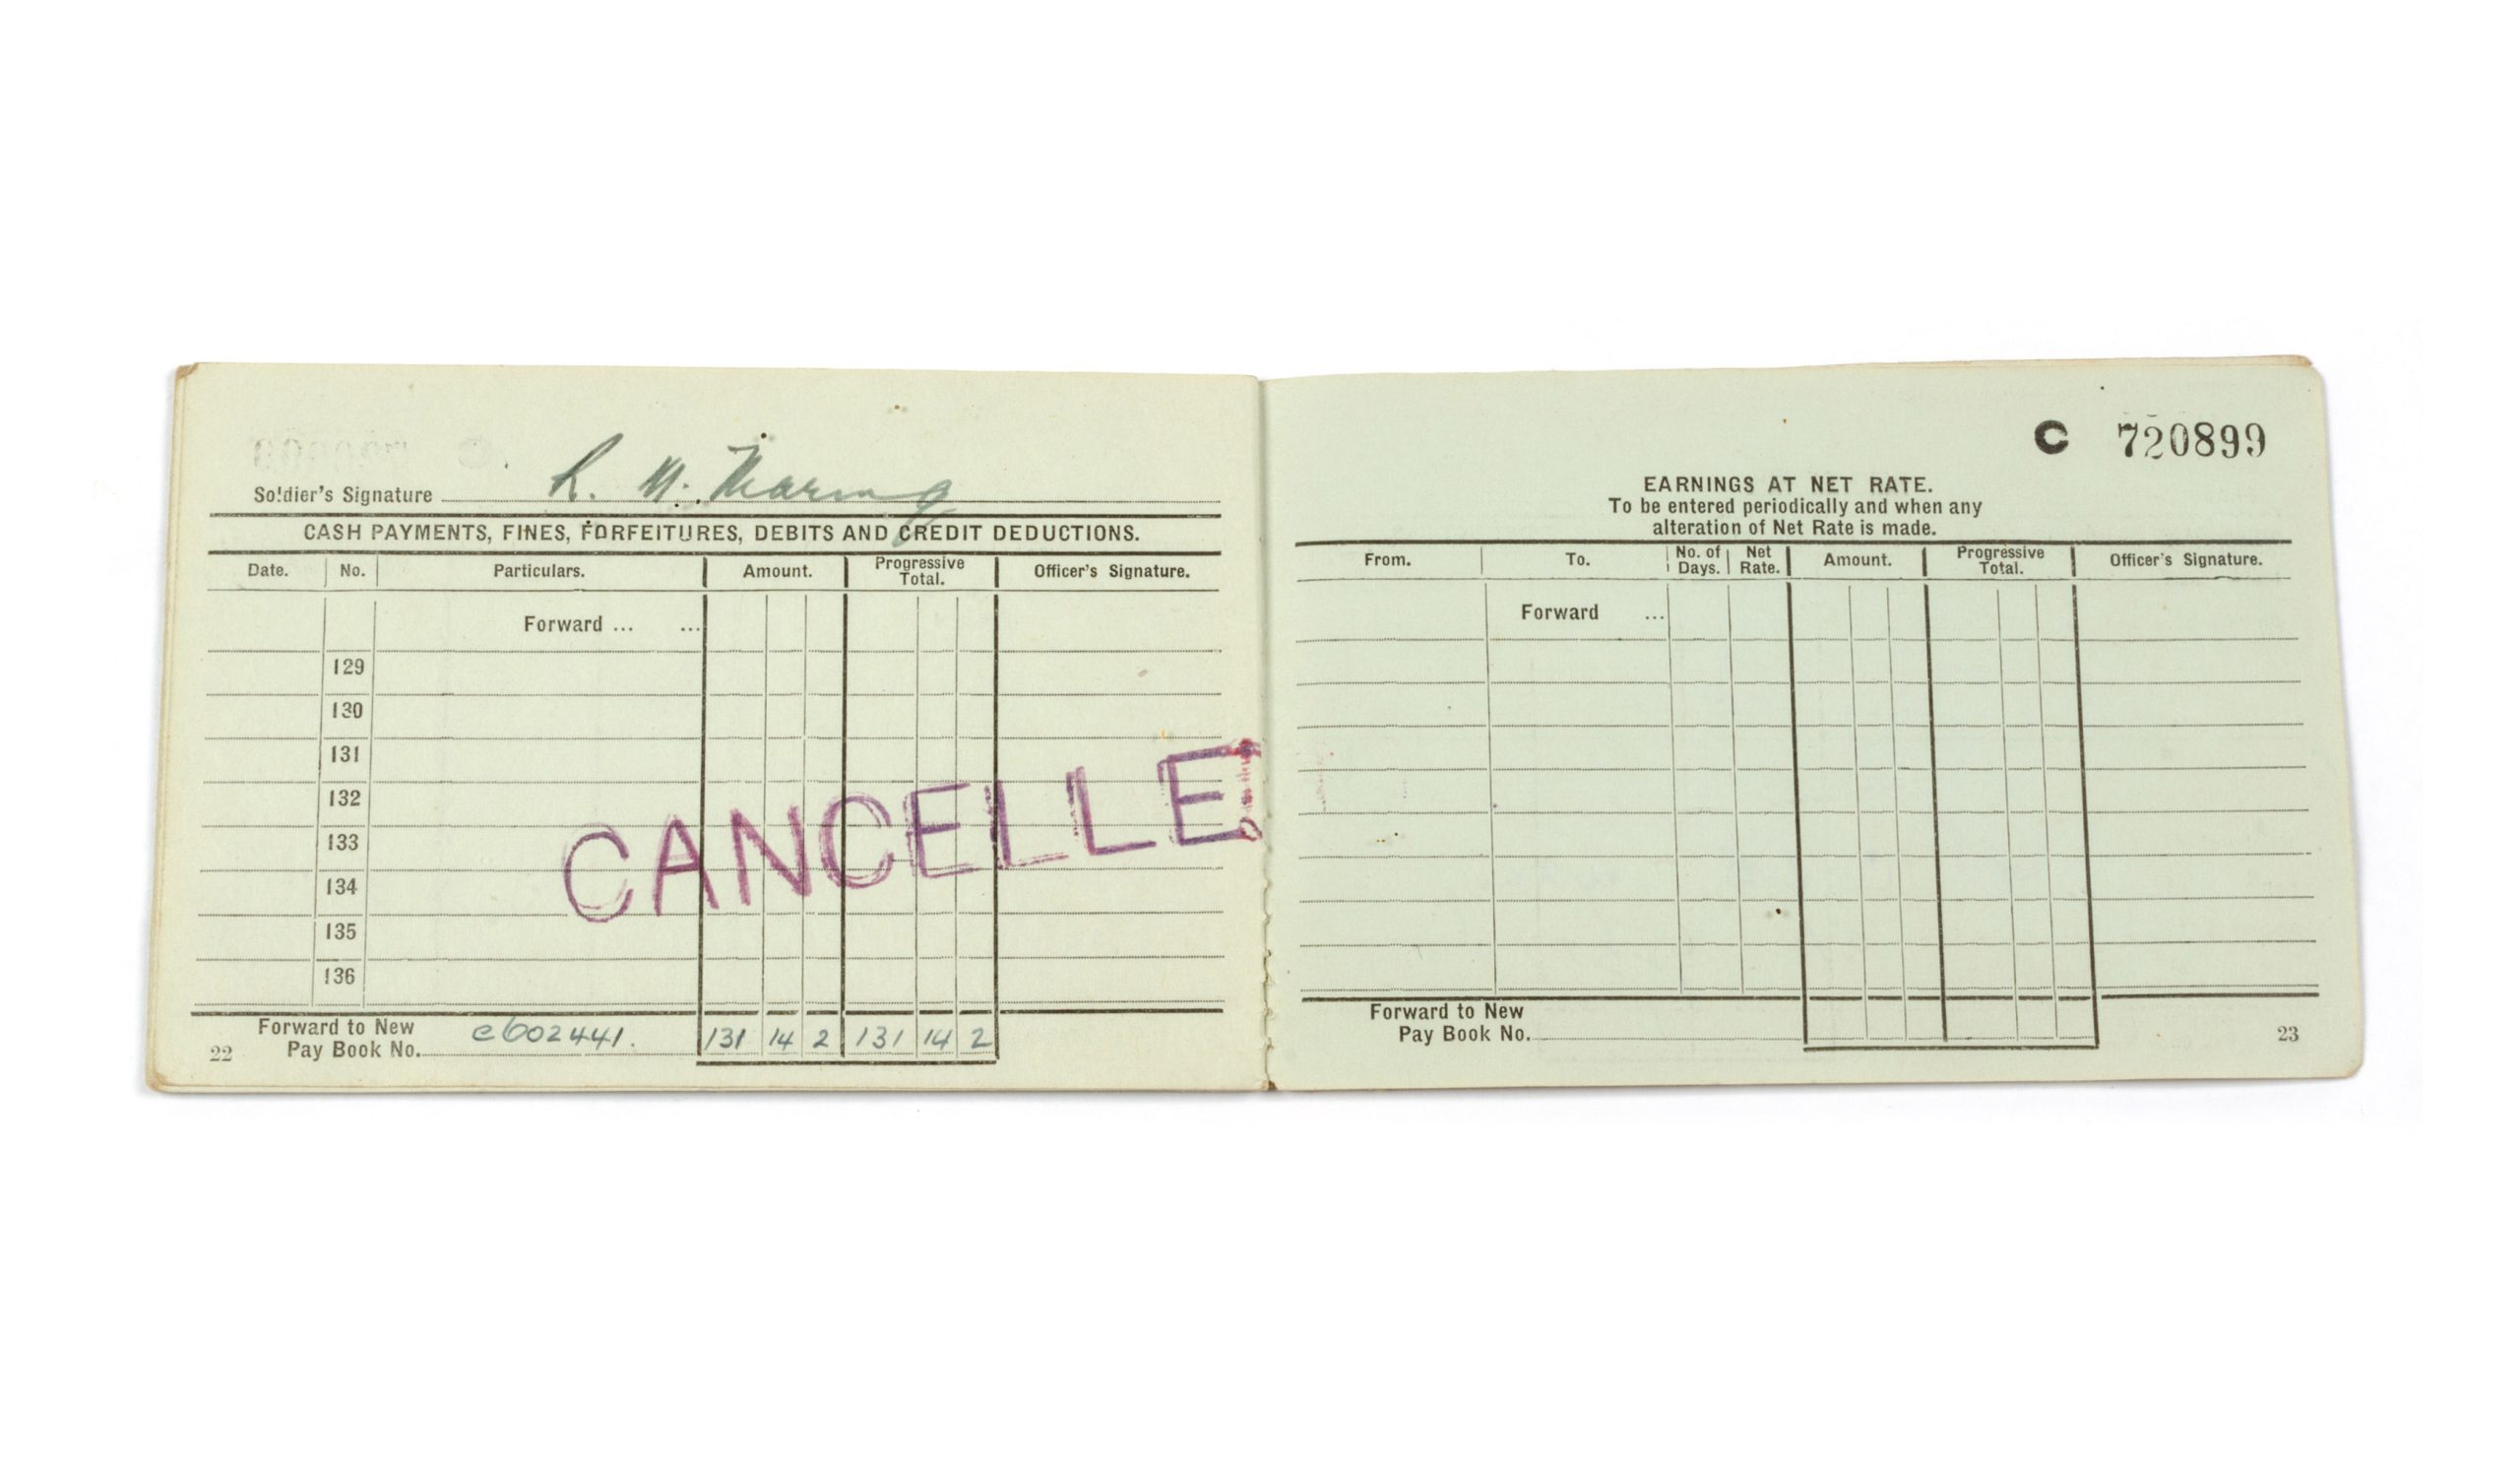 Soldier's Signature
CASH PAYMENTS, FINES, FORFEITURES, DEBITS AND CREDIT DEDUCTIONS.
Date. No. Particulars. Amount. Progressive Total. Officer's Signature.
Forward ... ...
129
130
131
132
133
134
135
136
CANCELLE
Forward to New
Pay Book No. C602441. 131 14 2 131 14 2
22
C 720899
EARNINGS AT NET RATE.
To be entered periodically and when any
alteration of Net Rate is made.
From. To. No. of Days. Net Rate. Amount. Progressive Total. Officer's Signature.
Forward ...
Forward to New
Pay Book No.
23